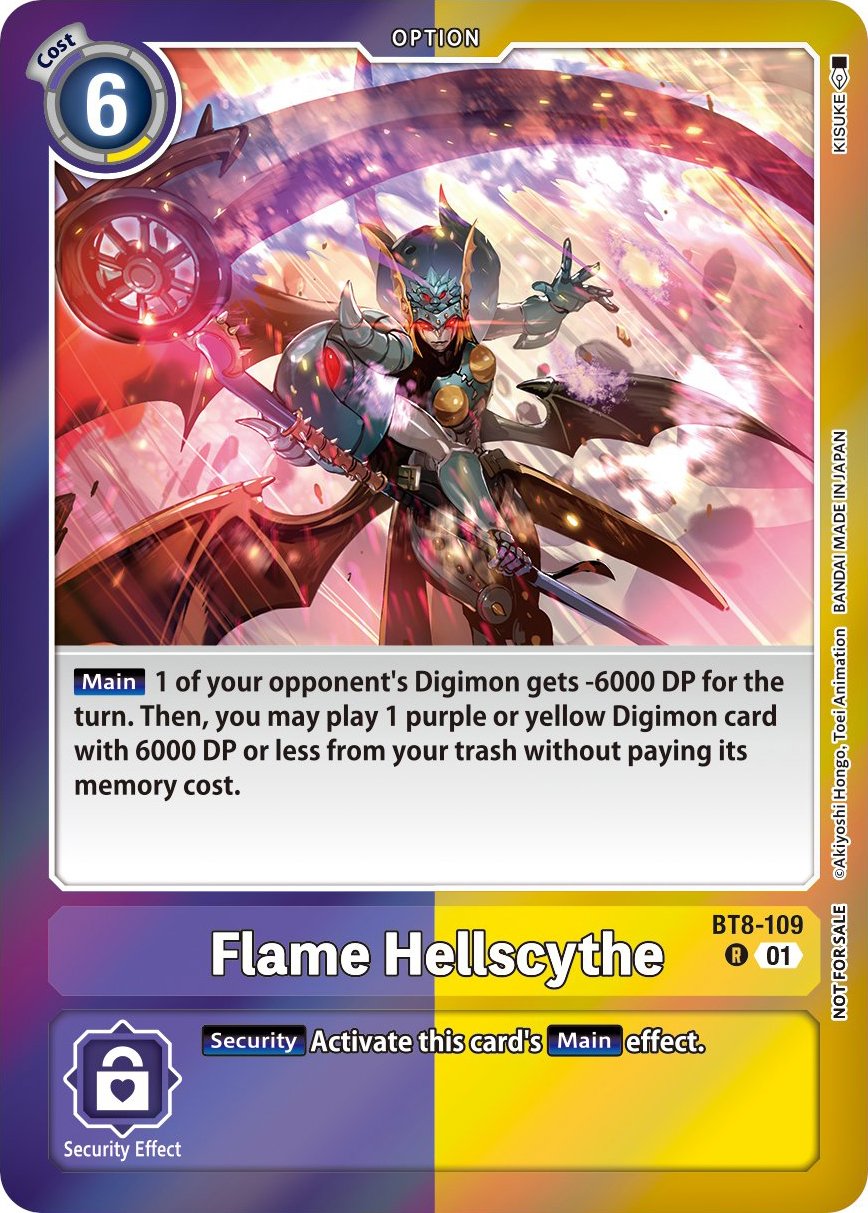 OPTION
Cost
6
KISUKE
Main 1 of your opponent's Digimon gets -6000 DP for the
turn. Then, you may play 1 purple or yellow Digimon card
with 6000 DP or less from your trash without paying its
memory cost.
©Akiyoshi Hongo, Toei Animation BANDAI MADE IN JAPAN
Flame Hellscythe
BT8-109
R 01
NOT FOR SALE
Security Activate this card's Main effect.
Security Effect